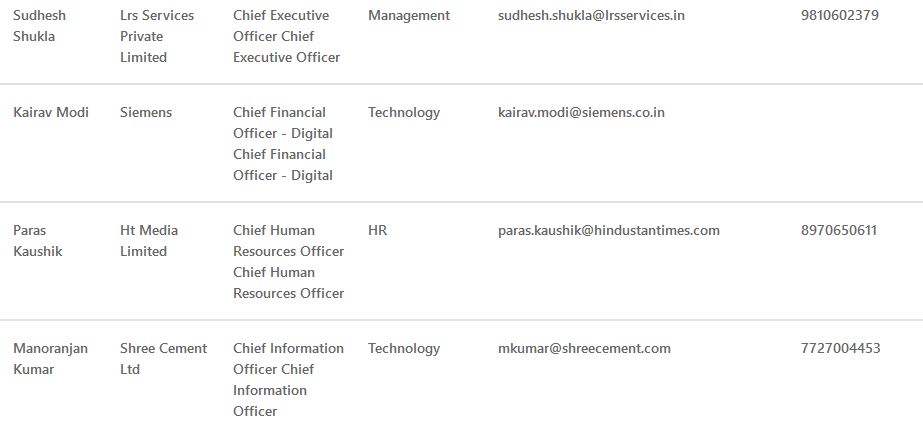 Sudhesh Lrs Services Chief Executive Management sudhesh.shukla@lrsservices.in 9810602379
Shukla Private Officer Chief
Limited Executive Officer
Kairav Modi Siemens Chief Financial Technology kairav.modi@siemens.co.in
Officer - Digital
Chief Financial
Officer - Digital
Paras Ht Media Chief Human HR paras.kaushik@hindustantimes.com 8970650611
Kaushik Limited Resources Officer
Chief Human
Resources Officer
Manoranjan Shree Cement Chief Information Technology mkumar@shreecement.com 7727004453
Kumar Ltd Officer Chief
Information
Officer